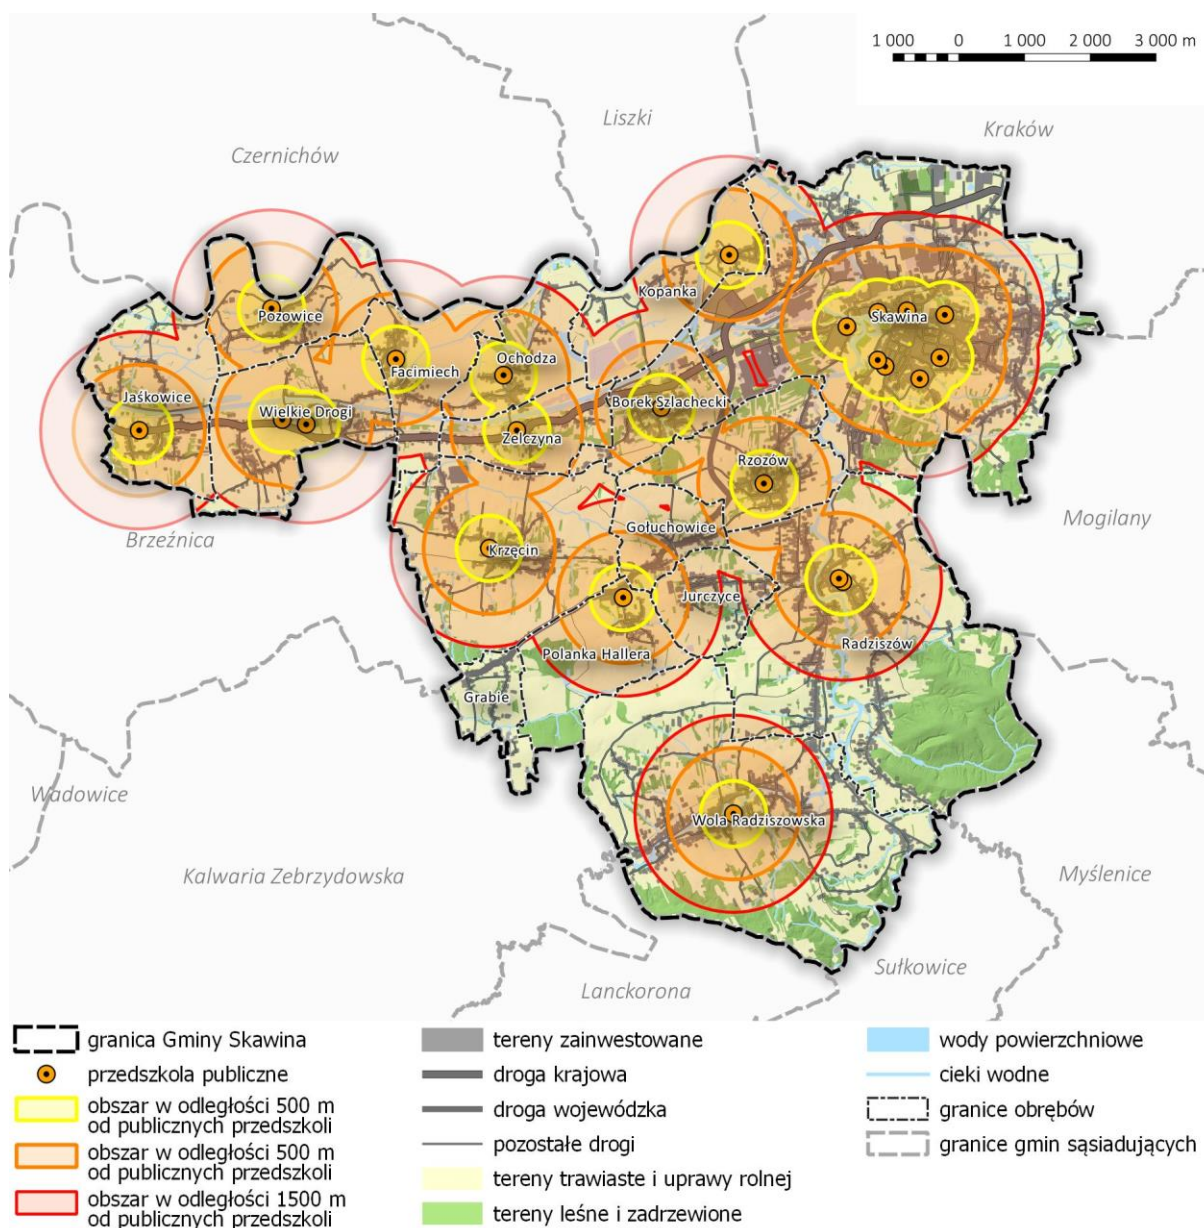 1 000 0 1 000 2 000 3 000 m
Liszki
Kraków
Czernichów
Kopanka
Pozowice
Skawina
Ochodza
Facimiech
Jaśkowice
Wielkie Drogi
Borek Szlachecki
Zelczyna
Rzozów
Mogilany
Gołuchowice
Brzeźnica
Krzęcin
Jurczyce
Radziszów
Polanka Hallera
Grabie
Wadowice
Wola Radziszowska
Kalwaria Zebrzydowska
Myślenice
Sułkowice
Lanckorona
granica Gminy Skawina
przedszkola publiczne
obszar w odległości 500 m
od publicznych przedszkoli
obszar w odległości 500 m
od publicznych przedszkoli
obszar w odległości 1500 m
od publicznych przedszkoli
tereny zainwestowane
droga krajowa
droga wojewódzka
pozostałe drogi
tereny trawiaste i uprawy rolnej
tereny leśne i zadrzewione
wody powierzchniowe
cieki wodne
granice obrębów
granice gmin sąsiadujących